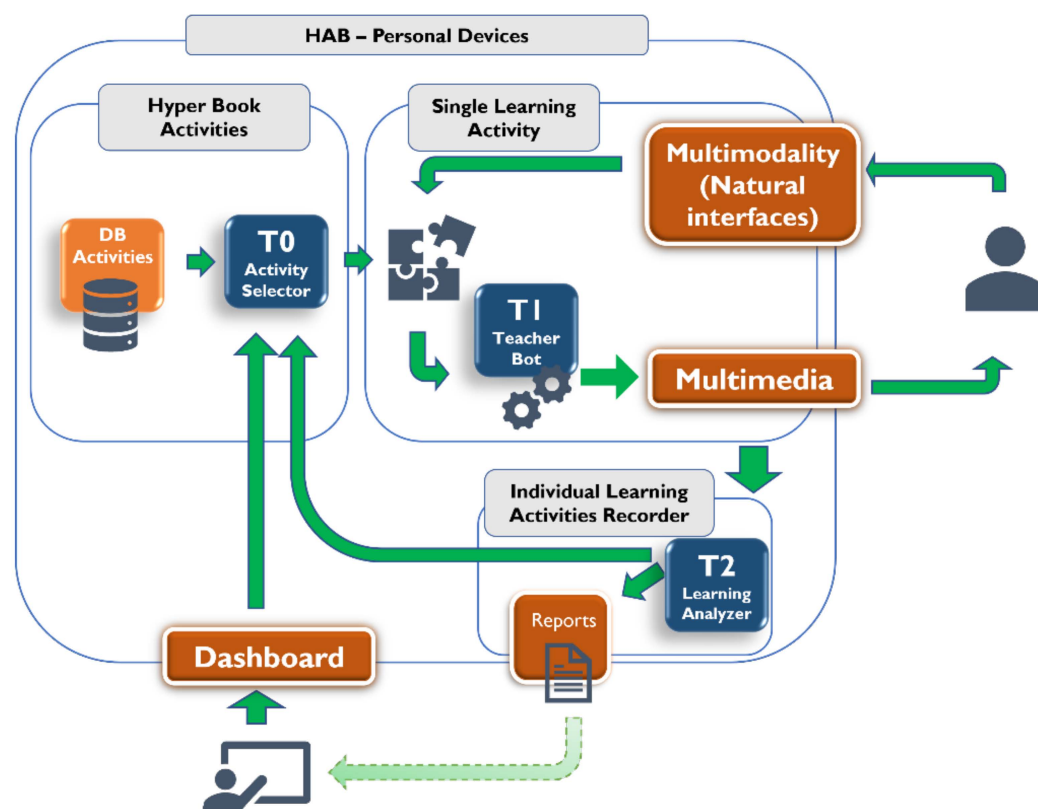 HAB – Personal Devices
Hyper Book
Activities
Single Learning
Activity
Multimodality
(Natural
interfaces)
DB
Activities
T0
Activity
Selector
T1
Teacher
Bot
Multimedia
Individual Learning
Activities Recorder
T2
Learning
Analyzer
Reports
Dashboard